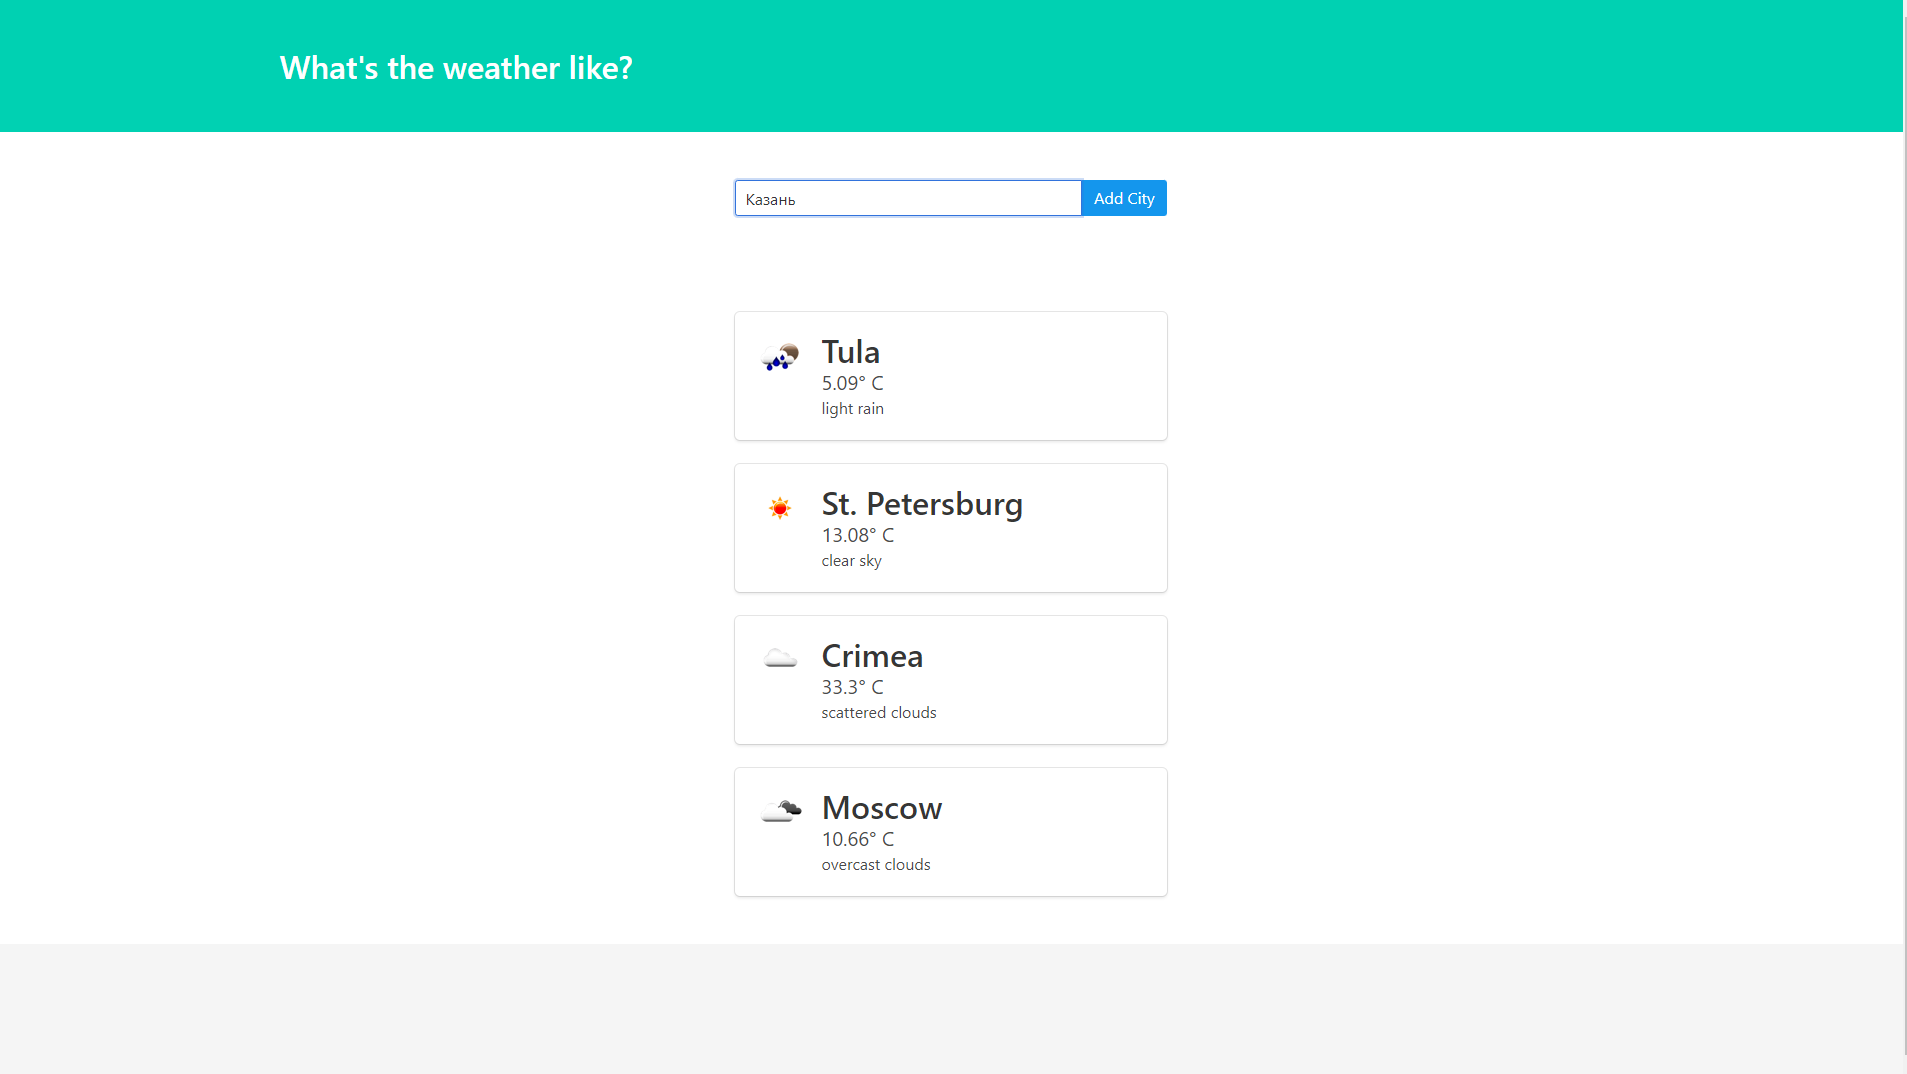 What's the weather like?
Казань
Add City
Tula
5.09° C
light rain
St. Petersburg
13.08° C
clear sky
Crimea
33.3° C
scattered clouds
Moscow
10.66° C
overcast clouds